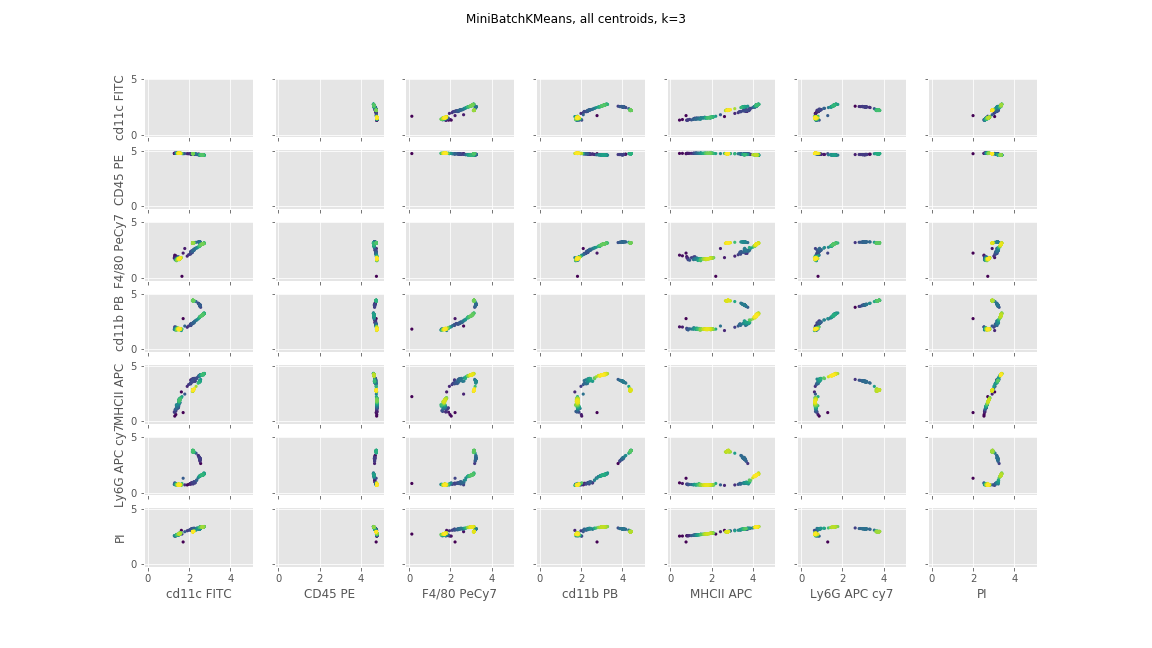 MiniBatchKMeans, all centroids, k=3
cd11c FITC
5
0
CD45 PE
5
0
F4/80 PeCy7
5
0
cd11b PB
5
0
MHCII APC
5
0
Ly6G APC cy7
5
0
PI
5
0
0 2 4 0 2 4 0 2 4 0 2 4 0 2 4 0 2 4 0 2 4
cd11c FITC CD45 PE F4/80 PeCy7 cd11b PB MHCII APC Ly6G APC cy7 PI